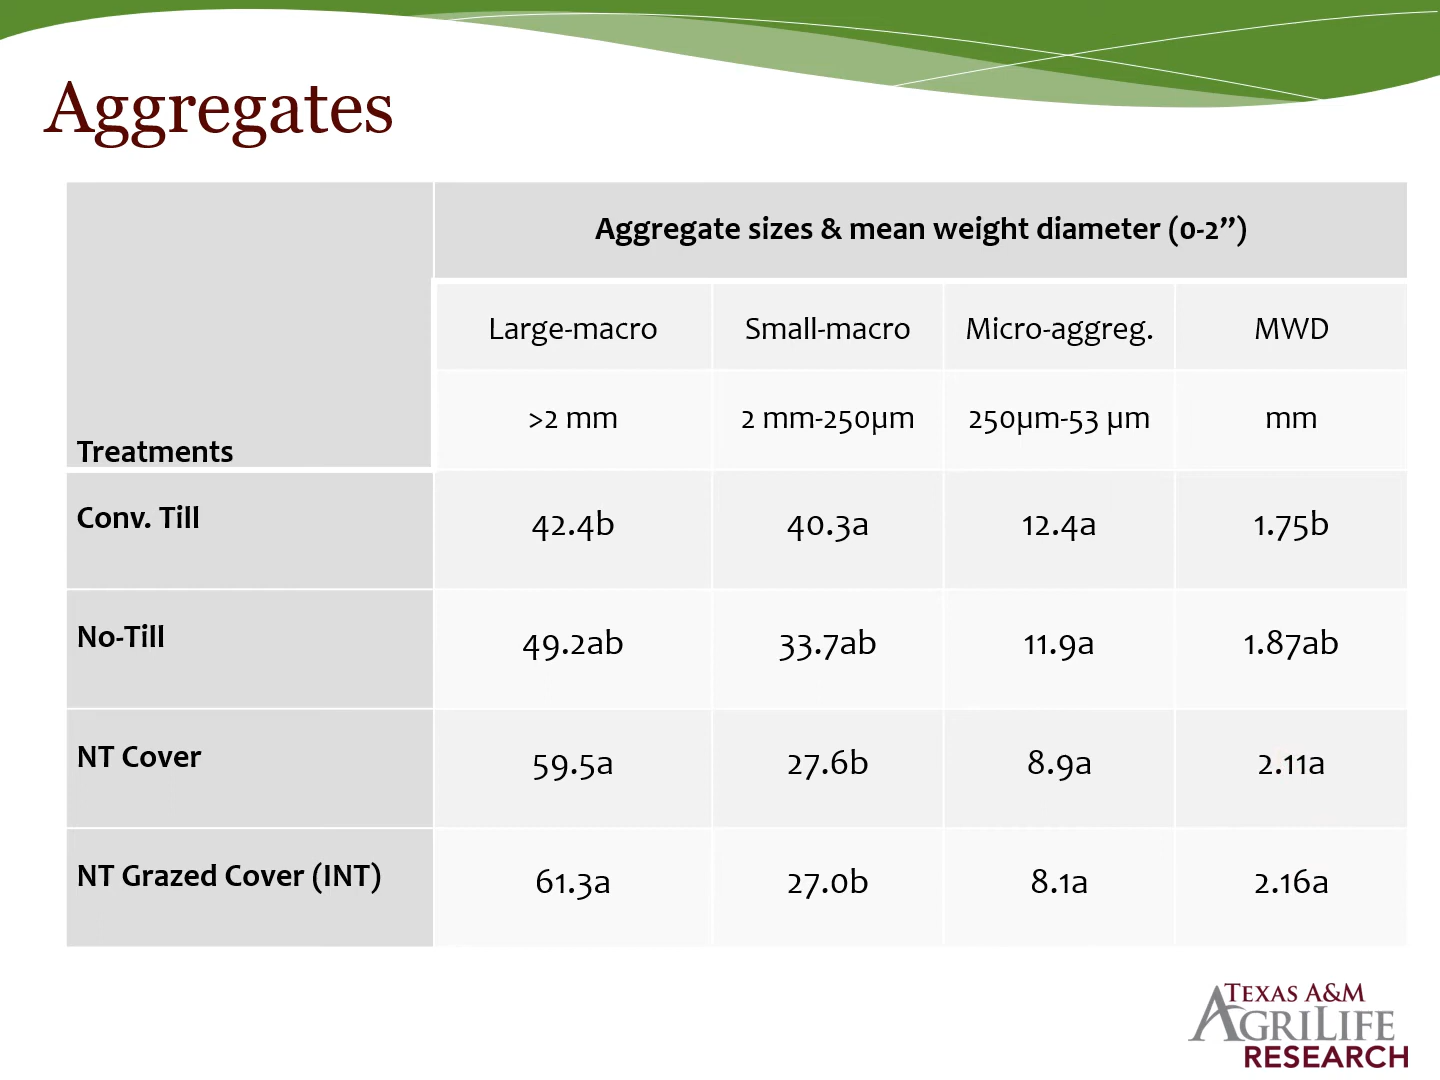 Aggregates
Aggregate sizes & mean weight diameter (0-2”)
Large-macro Small-macro Micro-aggreg. MWD
>2 mm 2 mm-250µm 250µm-53 µm mm
Treatments
Conv. Till 42.4b 40.3a 12.4a 1.75b
No-Till 49.2ab 33.7ab 11.9a 1.87ab
NT Cover 59.5a 27.6b 8.9a 2.11a
NT Grazed Cover (INT) 61.3a 27.0b 8.1a 2.16a
TEXAS A&M
AGRILIFE
RESEARCH